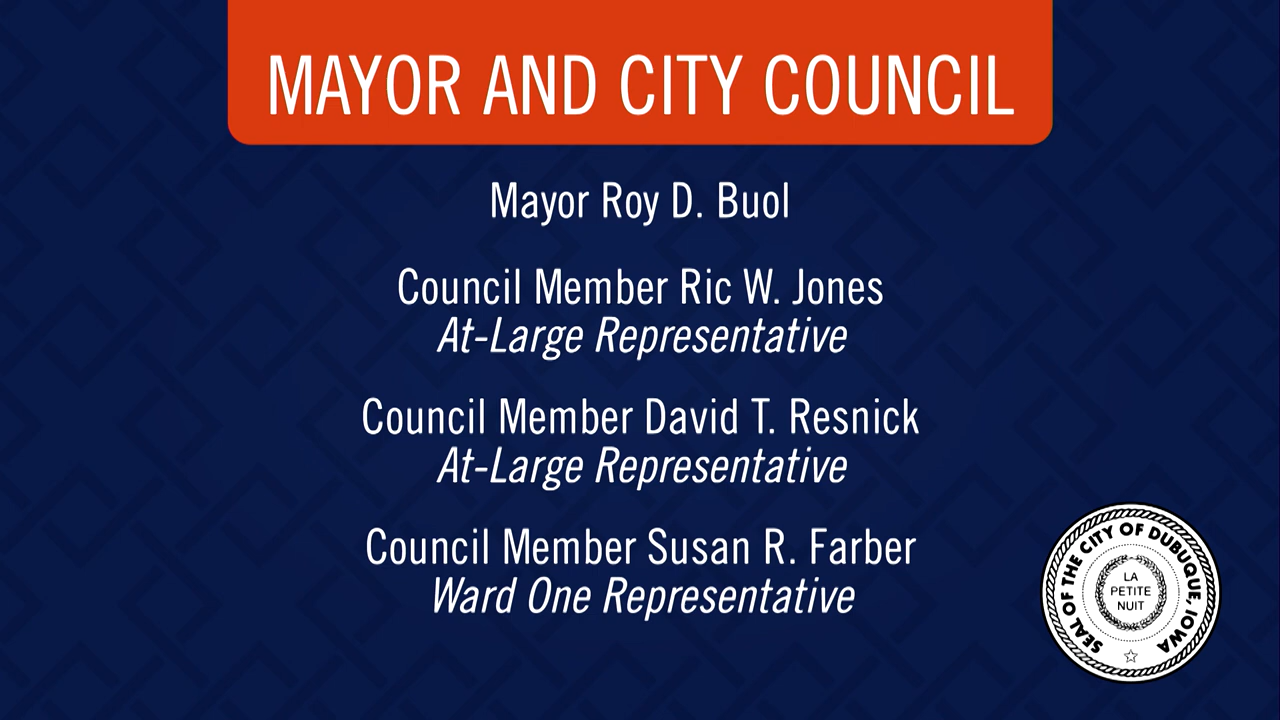 MAYOR AND CITY COUNCIL
Mayor Roy D. Buol
Council Member Ric W. Jones
At-Large Representative
Council Member David T. Resnick
At-Large Representative
Council Member Susan R. Farber
Ward One Representative
SEAL OF THE CITY OF DUBUQUE, IOWA
LA
PETITE
NUIT